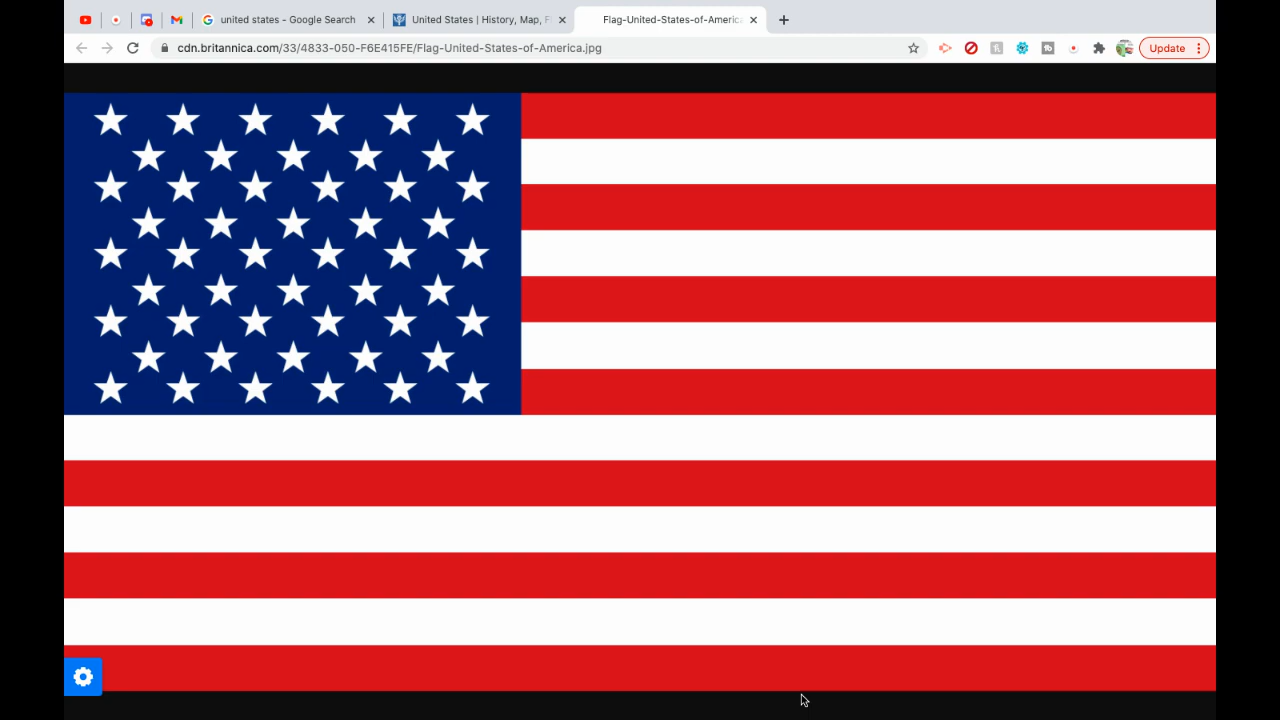 united states - Google Search
United States | History, Map, F
Flag-United-States-of-America
cdn.britannica.com/33/4833-050-F6E415FE/Flag-United-States-of-America.jpg
Update